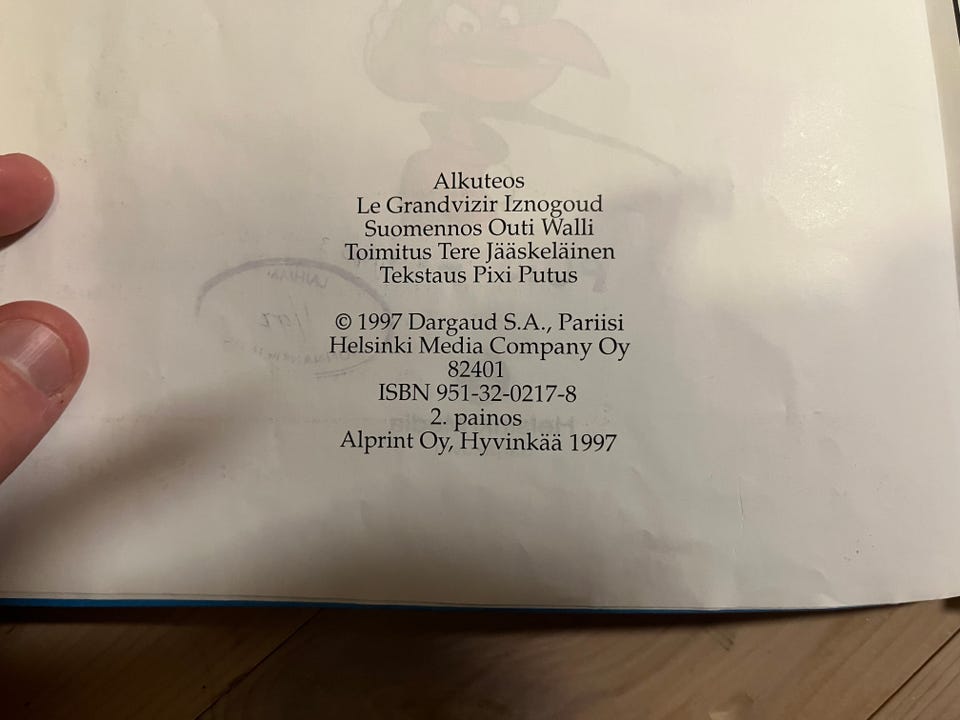 Alkuteos
Le Grandvizir Iznogoud
Suomennos Outi Walli
Toimitus Tere Jääskeläinen
Tekstaus Pixi Putus
© 1997 Dargaud S.A., Pariisi
Helsinki Media Company Oy
82401
ISBN 951-32-0217-8
2. painos
Alprint Oy, Hyvinkää 1997